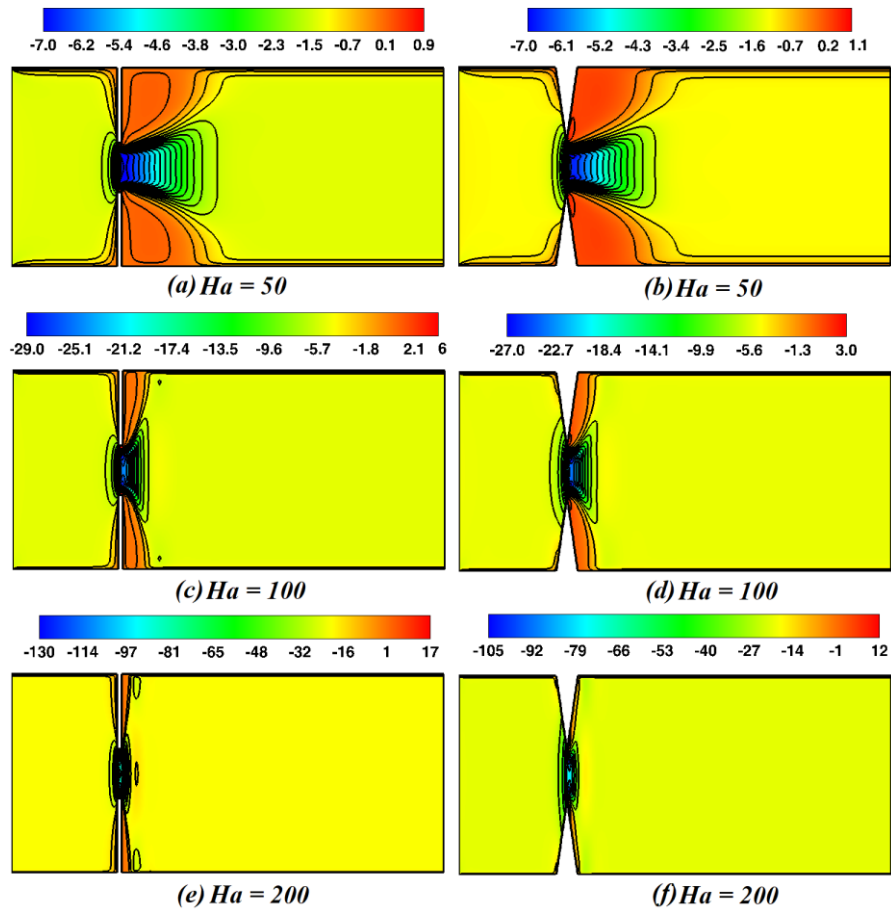 -7.0 -6.2 -5.4 -4.6 -3.8 -3.0 -2.2 -1.5 -0.7 0.1 0.9
-7.0 -6.1 -5.2 -4.3 -3.4 -2.5 -1.6 -0.7 0.2 1.1
(a) Ha = 50
(b) Ha = 50
-29.0 -25.1 -21.2 -17.4 -13.5 -9.6 -5.7 -1.8 2.1 6
-27.0 -22.7 -18.4 -14.1 -9.9 -5.6 -1.3 3.0
(c) Ha = 100
(d) Ha = 100
-130 -114 -97 -81 -65 -48 -32 -16 1 17
-105 -92 -79 -66 -53 -40 -27 -14 -1 12
(e) Ha = 200
(f) Ha = 200